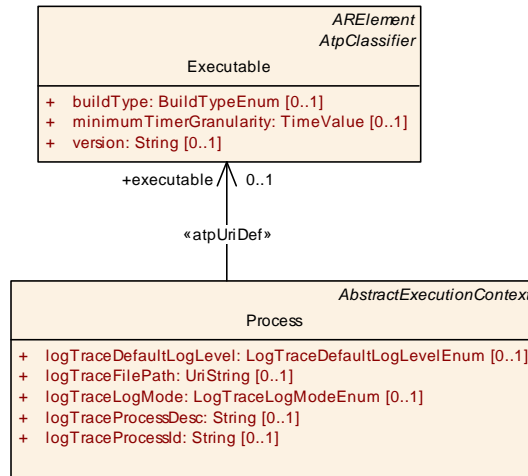 ARElement
AtpClassifier
Executable
+ buildType: BuildTypeEnum [0..1]
+ minimumTimerGranularity: TimeValue [0..1]
+ version: String [0..1]
+executable 0..1
«atpUriDef»
AbstractExecutionContext
Process
+ logTraceDefaultLogLevel: LogTraceDefaultLogLevelEnum [0..1]
+ logTraceFilePath: UriString [0..1]
+ logTraceLogMode: LogTraceLogModeEnum [0..1]
+ logTraceProcessDesc: String [0..1]
+ logTraceProcessId: String [0..1]